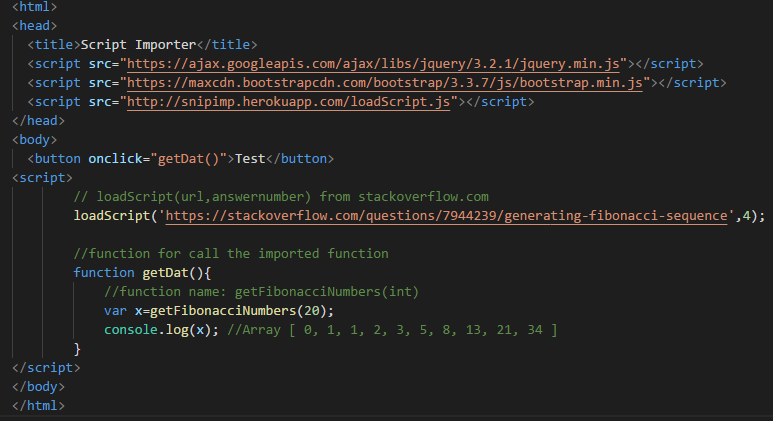 <html>
<head>
<title>Script Importer</title>
<script src="https://ajax.googleapis.com/ajax/libs/jquery/3.2.1/jquery.min.js"></script>
<script src="https://maxcdn.bootstrapcdn.com/bootstrap/3.3.7/js/bootstrap.min.js"></script>
<script src="http://snipimp.herokuapp.com/loadScript.js"></script>
</head>
<body>
<button onclick="getDat()">Test</button>
<script>
// loadScript(url,answernumber) from stackoverflow.com
loadScript('https://stackoverflow.com/questions/7944239/generating-fibonacci-sequence',4);
//function for call the imported function
function getDat(){
//function name: getFibonacciNumbers(int)
var x=getFibonacciNumbers(20);
console.log(x); //Array [ 0, 1, 1, 2, 3, 5, 8, 13, 21, 34 ]
}
</script>
</body>
</html>